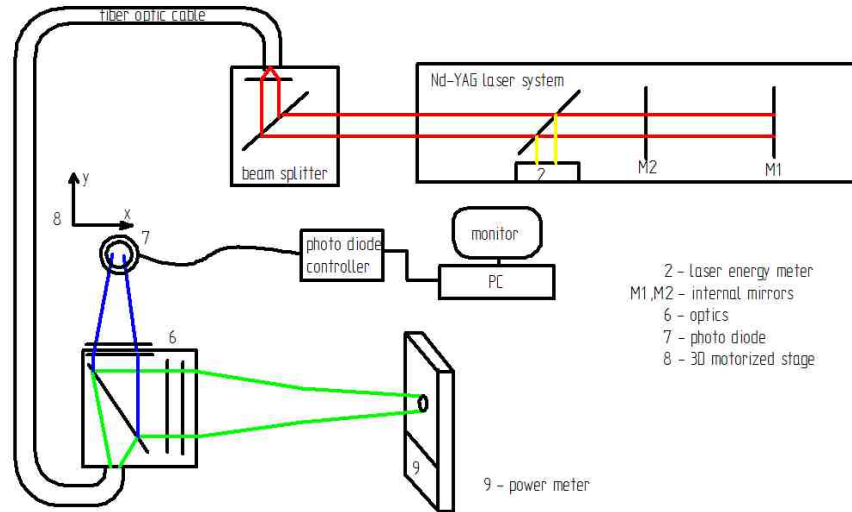 fiber optic cable
Nd-YAG laser system
beam splitter
2
M2
M1
y
x
8
7
photo diode
controller
monitor
PC
2 - laser energy meter
M1,M2 - internal mirrors
6 - optics
7 - photo diode
8 - 3D motorized stage
6
9
9 - power meter